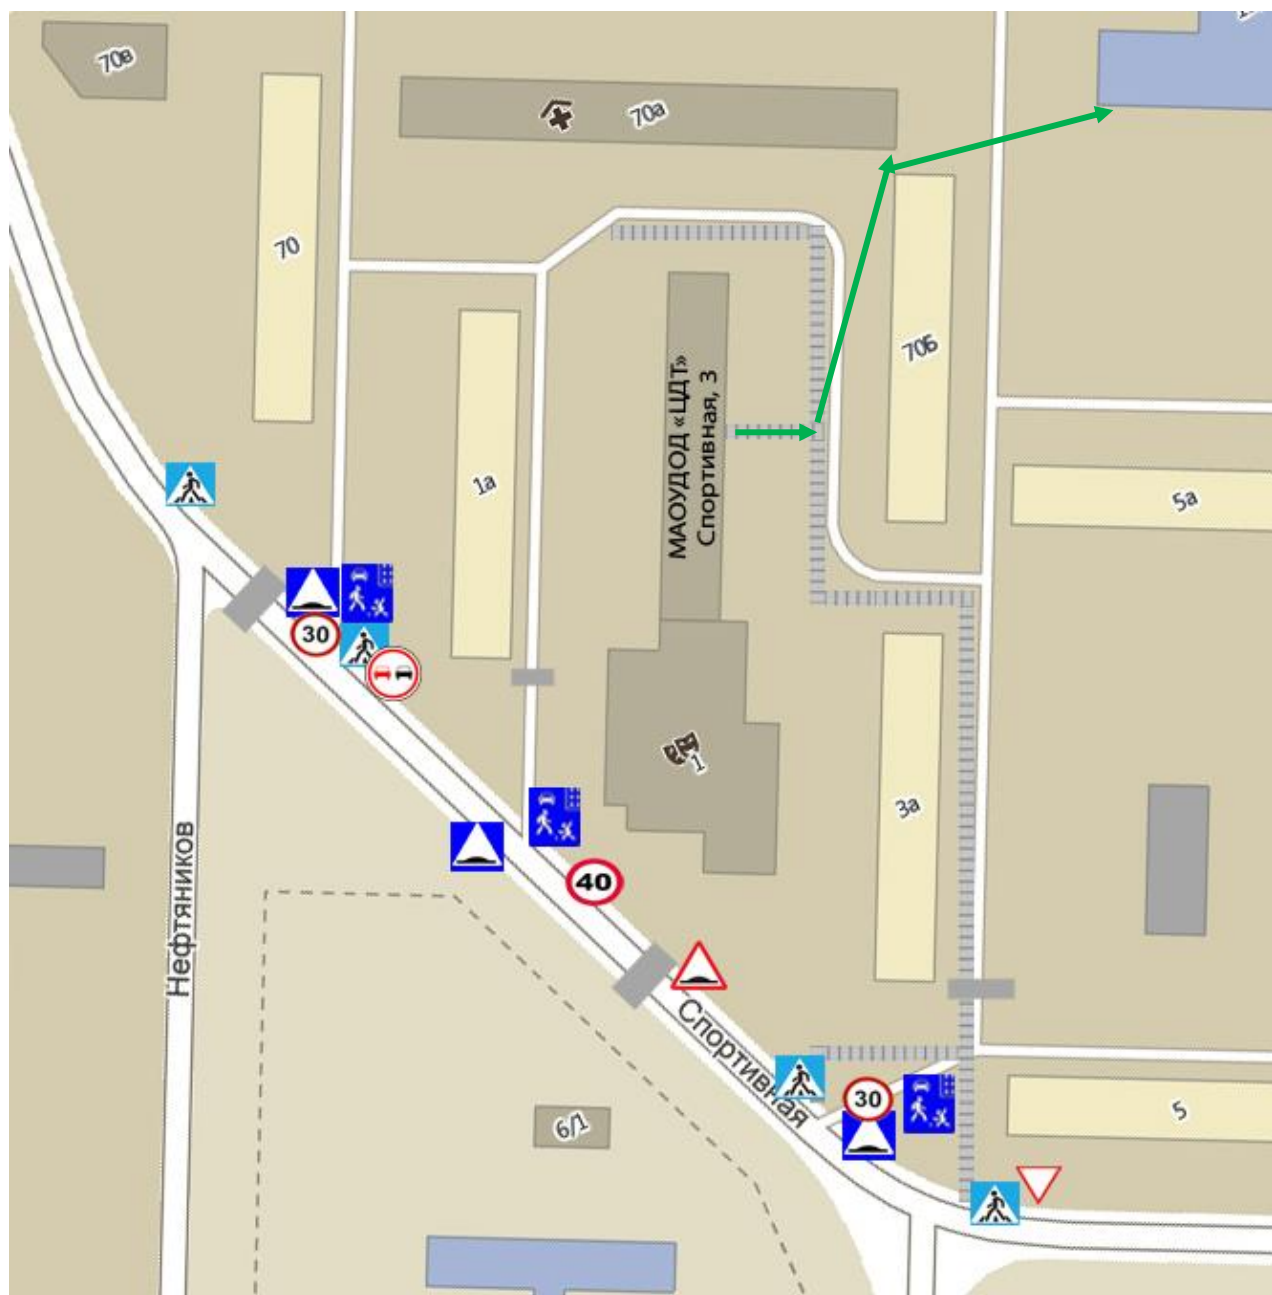 70в
70а
70
70Б
МАОУДОД «ЦДТ»
Спортивная, 3
1а
5а
30
1
3а
40
Нефтяников
Спортивная
30
5
6/1